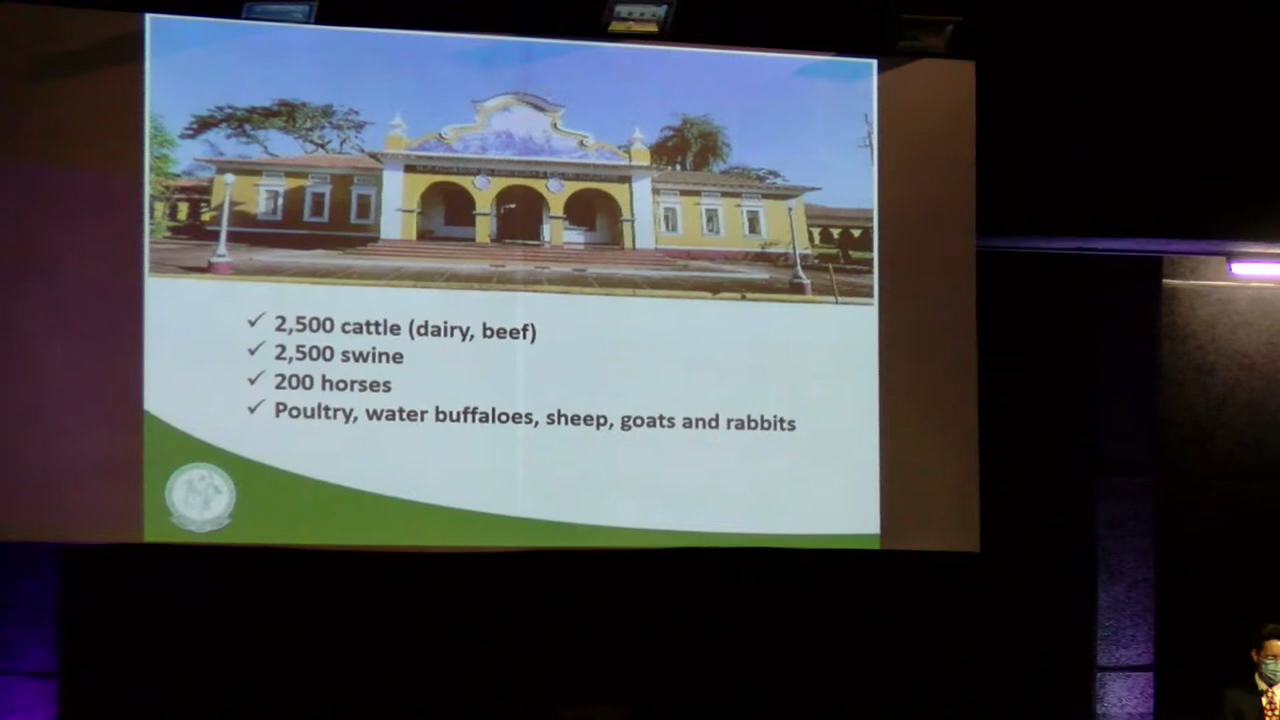 ✓ 2,500 cattle (dairy, beef)
✓ 2,500 swine
✓ 200 horses
✓ Poultry, water buffaloes, sheep, goats and rabbits